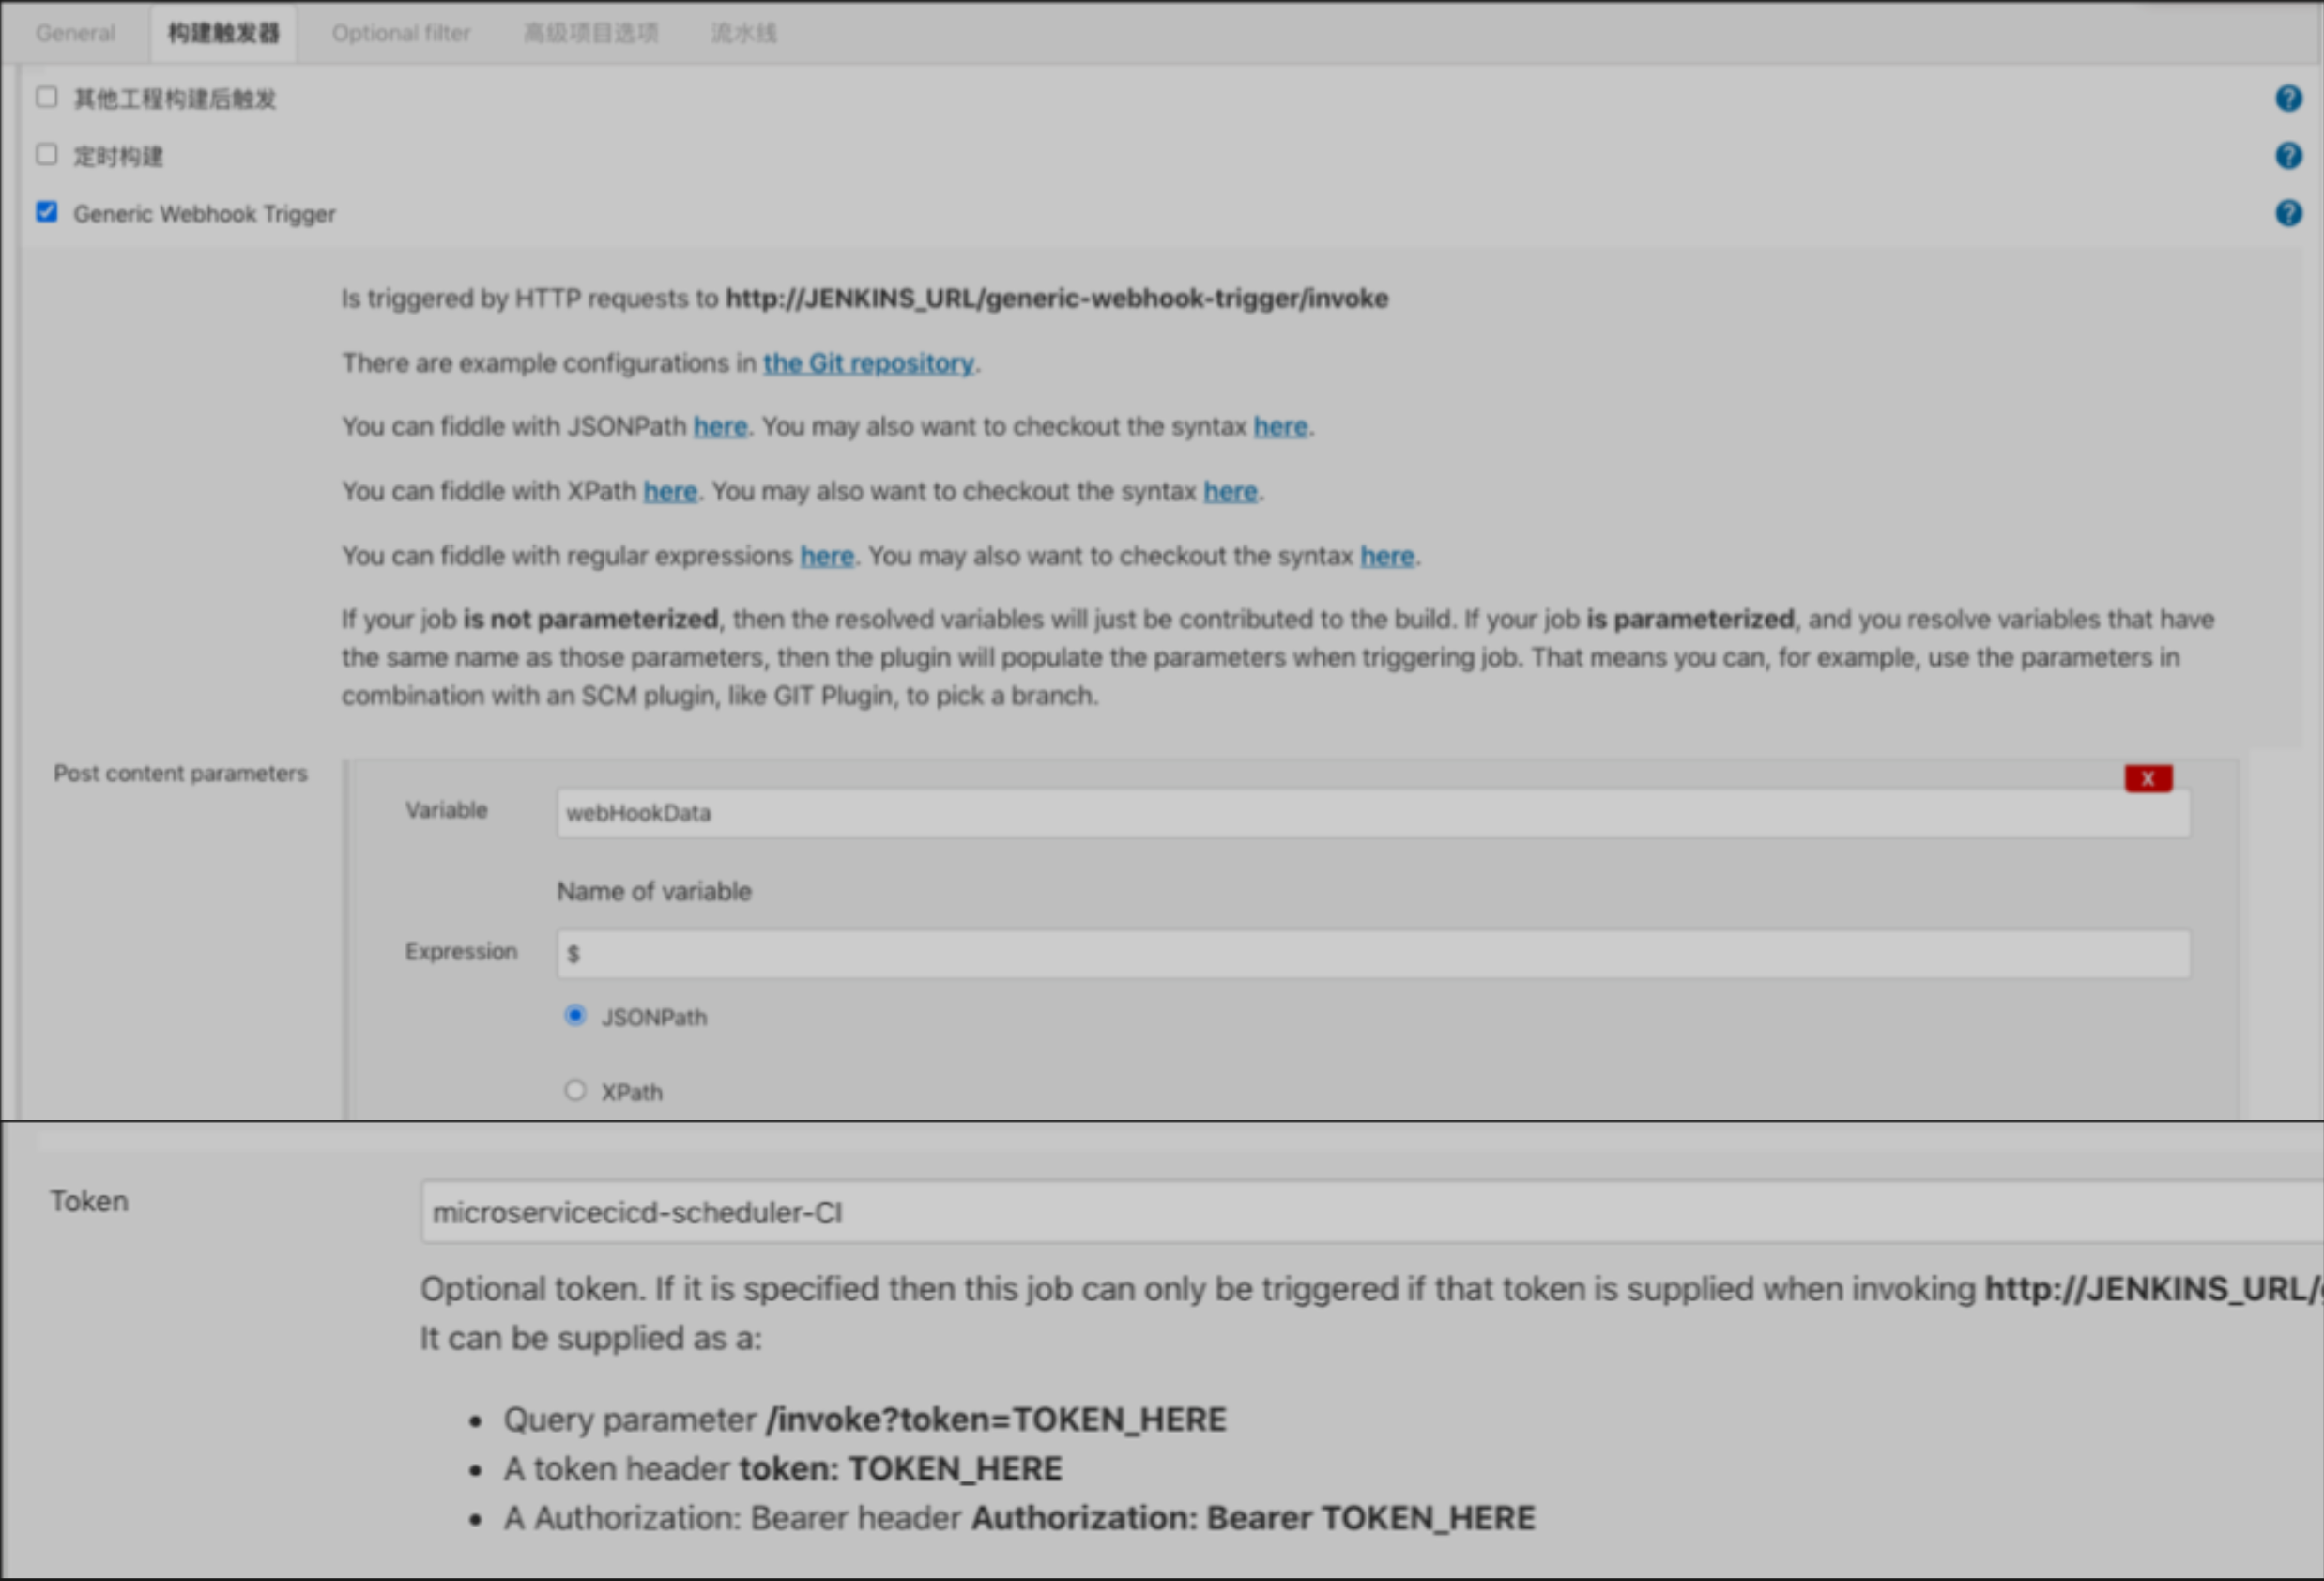 General 构建触发器 Optional filter 高级项目选项 流水线
其他工程构建后触发
定时构建
Generic Webhook Trigger
Is triggered by HTTP requests to http://JENKINS_URL/generic-webhook-trigger/invoke
There are example configurations in the Git repository.
You can fiddle with JSONPath here. You may also want to checkout the syntax here.
You can fiddle with XPath here. You may also want to checkout the syntax here.
You can fiddle with regular expressions here. You may also want to checkout the syntax here.
If your job is not parameterized, then the resolved variables will just be contributed to the build. If your job is parameterized, and you resolve variables that have
the same name as those parameters, then the plugin will populate the parameters when triggering job. That means you can, for example, use the parameters in
combination with an SCM plugin, like GIT Plugin, to pick a branch.
Post content parameters
X
Variable webHookData
Name of variable
Expression $
JSONPath
XPath
Token microservicecicd-scheduler-CI
Optional token. If it is specified then this job can only be triggered if that token is supplied when invoking http://JENKINS_URL/
It can be supplied as a:
• Query parameter /invoke?token=TOKEN_HERE
• A token header token: TOKEN_HERE
• A Authorization: Bearer header Authorization: Bearer TOKEN_HERE